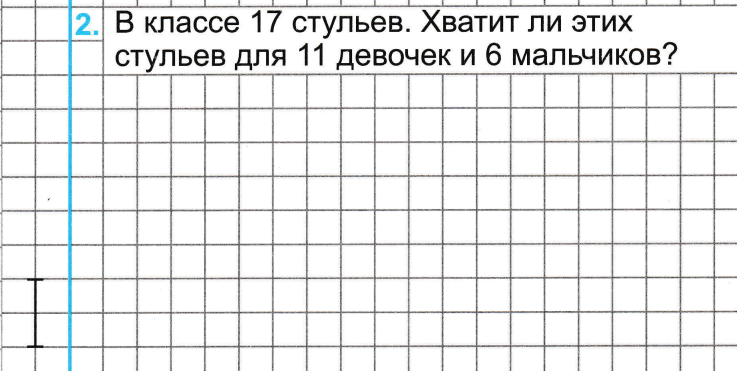 2. В классе 17 стульев. Хватит ли этих
стульев для 11 девочек и 6 мальчиков?